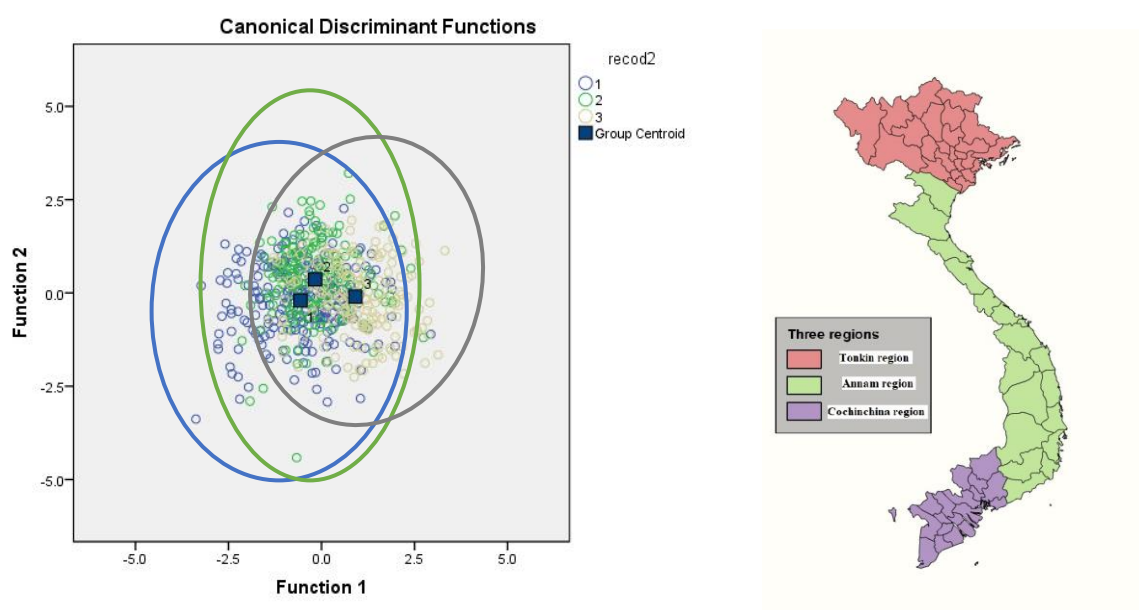 Canonical Discriminant Functions
recod2
1
2
3
Group Centroid
5.0
2.5
0.0
-2.5
-5.0
Function 2
2
3
1
-5.0
-2.5
0.0
2.5
5.0
Function 1
Three regions
Tonkin region
Annam region
Cochinchina region